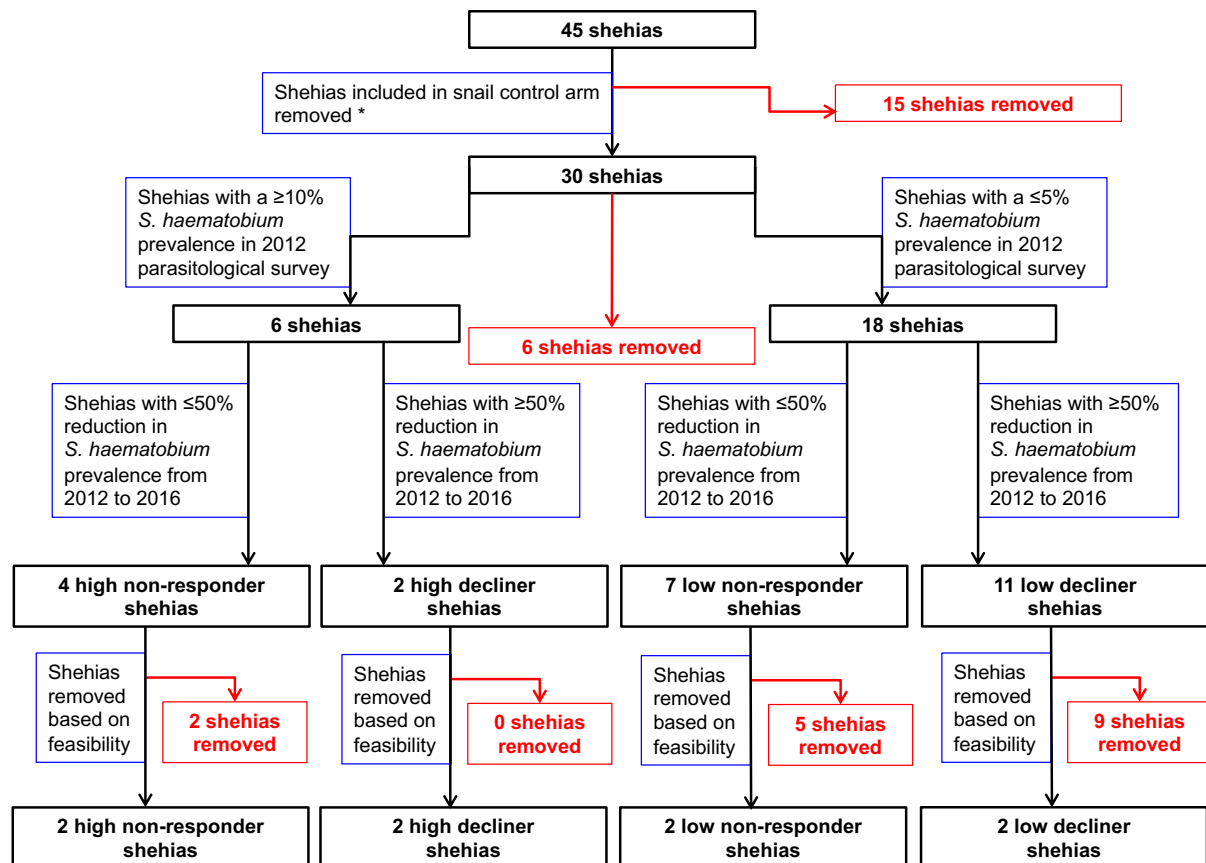 45 shehias
Shehias included in snail control arm
removed *
15 shehias removed
30 shehias
Shehias with a ≥10%
S. haematobium
prevalence in 2012
parasitological survey
Shehias with a ≤5%
S. haematobium
prevalence in 2012
parasitological survey
6 shehias
6 shehias removed
18 shehias
Shehias with ≤50%
reduction in
S. haematobium
prevalence from
2012 to 2016
Shehias with ≥50%
reduction in
S. haematobium
prevalence from
2012 to 2016
Shehias with ≤50%
reduction in
S. haematobium
prevalence from
2012 to 2016
Shehias with ≥50%
reduction in
S. haematobium
prevalence from
2012 to 2016
4 high non-responder
shehias
2 high decliner
shehias
7 low non-responder
shehias
11 low decliner
shehias
Shehias
removed
based on
feasibility
2 shehias
removed
Shehias
removed
based on
feasibility
0 shehias
removed
Shehias
removed
based on
feasibility
5 shehias
removed
Shehias
removed
based on
feasibility
9 shehias
removed
2 high non-responder
shehias
2 high decliner
shehias
2 low non-responder
shehias
2 low decliner
shehias